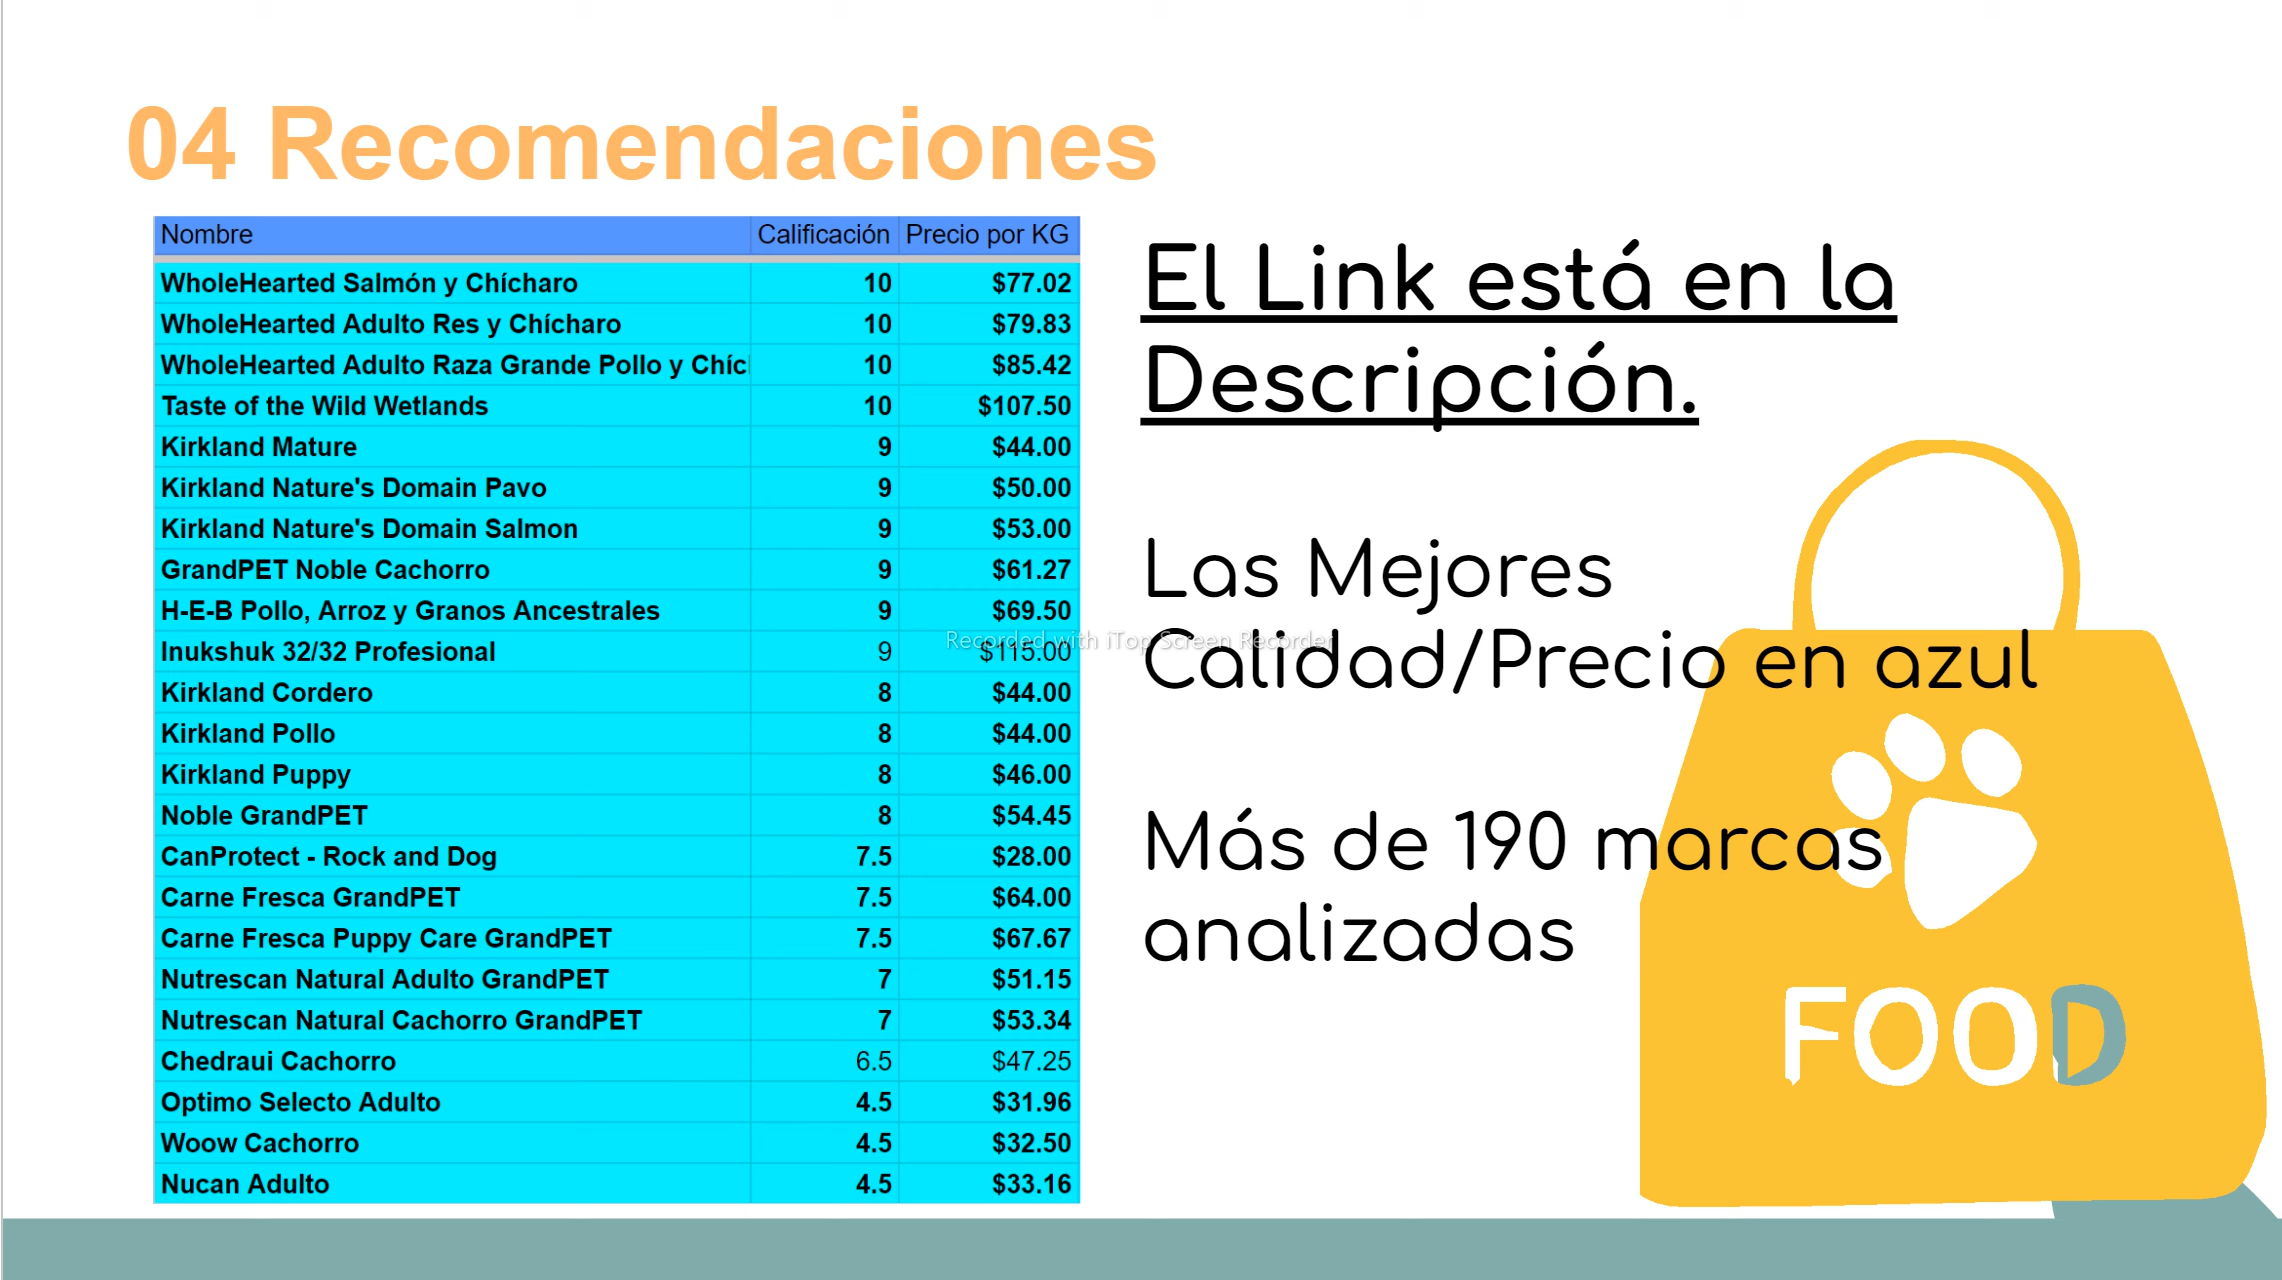 04 Recomendaciones
Nombre Calificación Precio por KG
WholeHearted Salmón y Chícharo 10 $77.02
WholeHearted Adulto Res y Chícharo 10 $79.83
WholeHearted Adulto Raza Grande Pollo y Chícl 10 $85.42
Taste of the Wild Wetlands 10 $107.50
Kirkland Mature 9 $44.00
Kirkland Nature's Domain Pavo 9 $50.00
Kirkland Nature's Domain Salmon 9 $53.00
GrandPET Noble Cachorro 9 $61.27
H-E-B Pollo, Arroz y Granos Ancestrales 9 $69.50
Inukshuk 32/32 Profesional 9 $115.00
Kirkland Cordero 8 $44.00
Kirkland Pollo 8 $44.00
Kirkland Puppy 8 $46.00
Noble GrandPET 8 $54.45
CanProtect - Rock and Dog 7.5 $28.00
Carne Fresca GrandPET 7.5 $64.00
Carne Fresca Puppy Care GrandPET 7.5 $67.67
Nutrescan Natural Adulto GrandPET 7 $51.15
Nutrescan Natural Cachorro GrandPET 7 $53.34
Chedraui Cachorro 6.5 $47.25
Optimo Selecto Adulto 4.5 $31.96
Woow Cachorro 4.5 $32.50
Nucan Adulto 4.5 $33.16
El Link está en la
Descripción.
Las Mejores
Calidad/Precio en azul
Más de 190 marcas
analizadas
Recorded with iTop Screen Recorder
FOOD